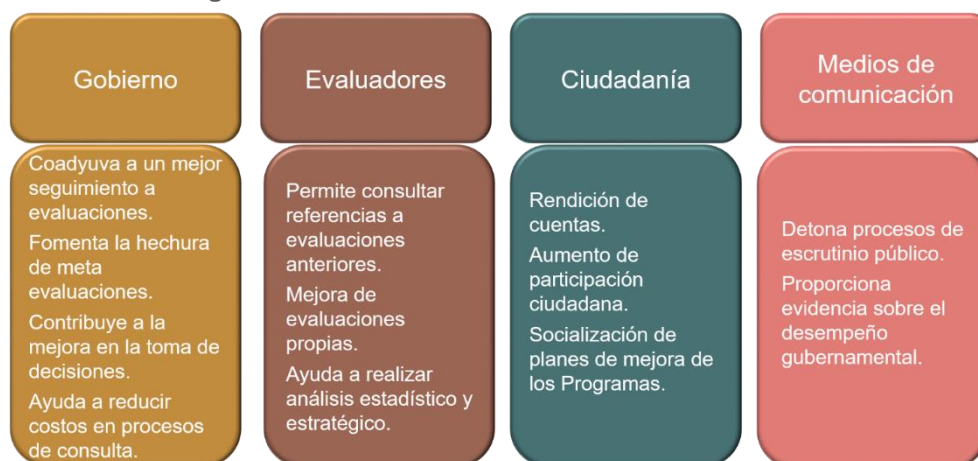 Gobierno
Coadyuva a un mejor
seguimiento a
evaluaciones.
Fomenta la hechura
de meta
evaluaciones.
Contribuye a la
mejora en la toma de
decisiones.
Ayuda a reducir
costos en procesos
de consulta.
Evaluadores
Permite consultar
referencias a
evaluaciones
anteriores.
Mejora de
evaluaciones
propias.
Ayuda a realizar
análisis estadístico y
estratégico.
Ciudadanía
Rendición de
cuentas.
Aumento de
participación
ciudadana.
Socialización de
planes de mejora de
los Programas.
Medios de
comunicación
Detona procesos de
escrutinio público.
Proporciona
evidencia sobre el
desempeño
gubernamental.